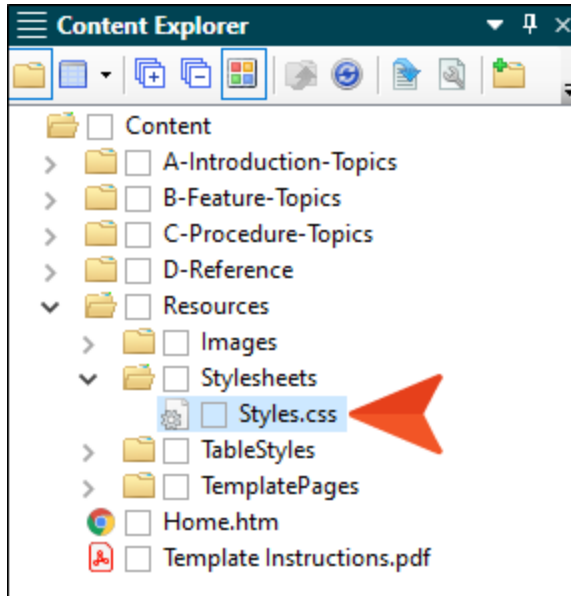 Content Explorer
Content
A-Introduction-Topics
B-Feature-Topics
C-Procedure-Topics
D-Reference
Resources
Images
Stylesheets
Styles.css
TableStyles
TemplatePages
Home.htm
Template Instructions.pdf